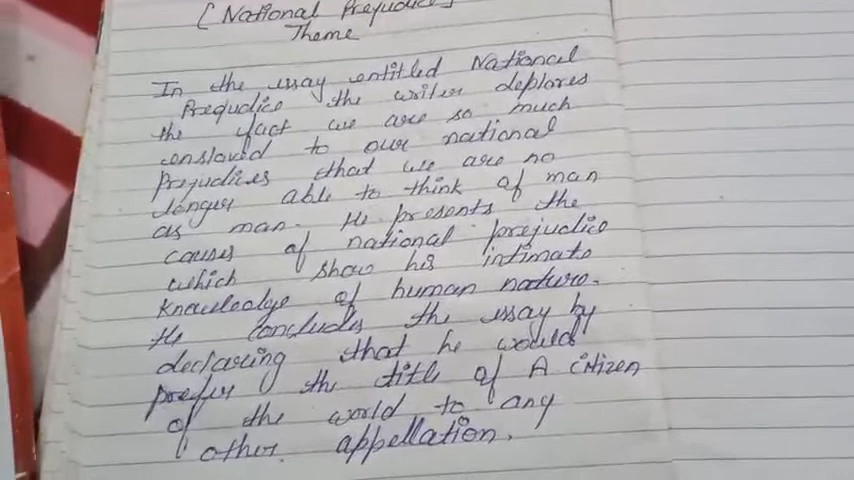 [National Prejudice]
Theme
In the essay entitled National
Prejudice the writer deplores
the fact we are so much
enslaved to our national
Prejudices that we are no
longer able to think of man
as man. He presents the
causes of national prejudice
which show his intimate
knowledge of human nature.
He concludes the essay by
declaring that he would
prefer the title of A citizen
of the world to any
other appellation.